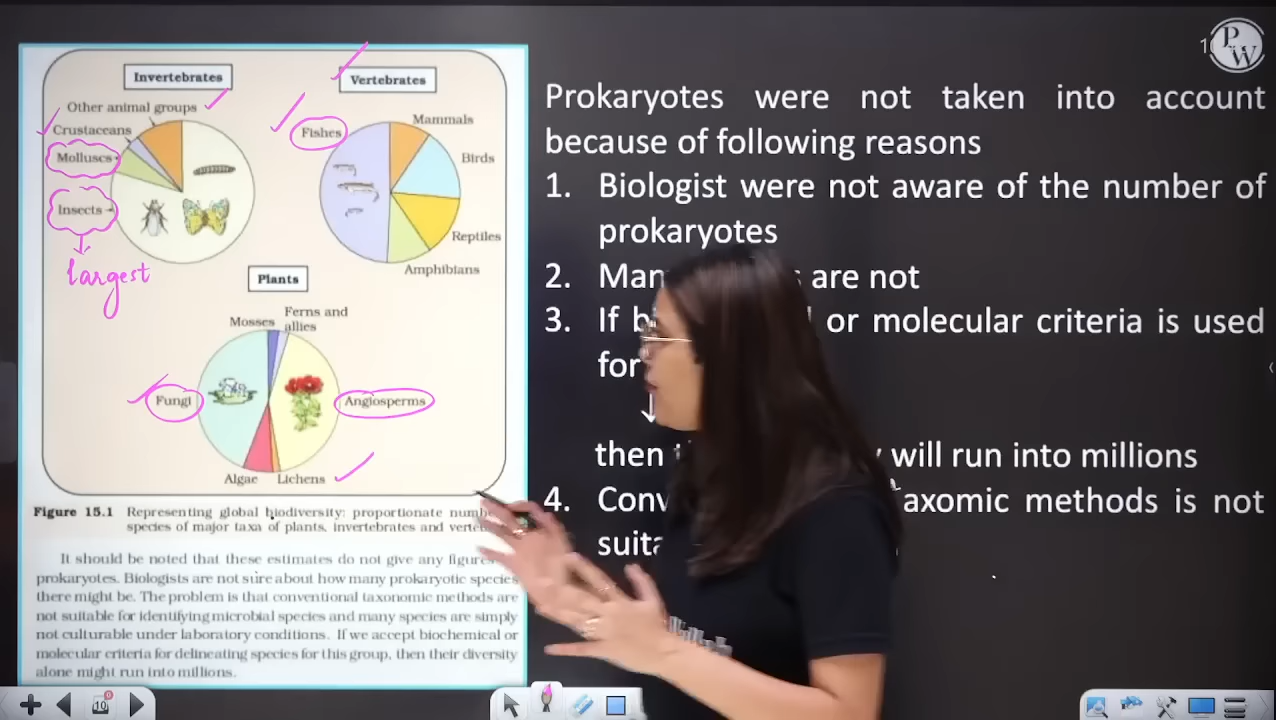 Invertebrates
Other animal groups
Crustaceans
Molluscs
Insects
largest
Vertebrates
Fishes
Mammals
Birds
Reptiles
Amphibians
Plants
Mosses
Ferns and
allies
Fungi
Angiosperms
Algae
Lichens
Figure 15.1 Representing global biodiversity: proportionate
species of major taxa of plants, invertebrates and
It should be noted that these estimates do not give any
prokaryotes. Biologists are not sure about how many prokaryotic species
there might be. The problem is that conventional taxonomic methods are
not suitable for identifying microbial species and many species are simply
not culturable under laboratory conditions. If we accept biochemical or
molecular criteria for delineating species for this group, then their diversity
alone might run into millions.
PW
Prokaryotes were not taken into account
because of following reasons
1. Biologist were not aware of the number of
prokaryotes
2. are not
3. If or molecular criteria is used
for
then will run into millions
4. methods is not
10